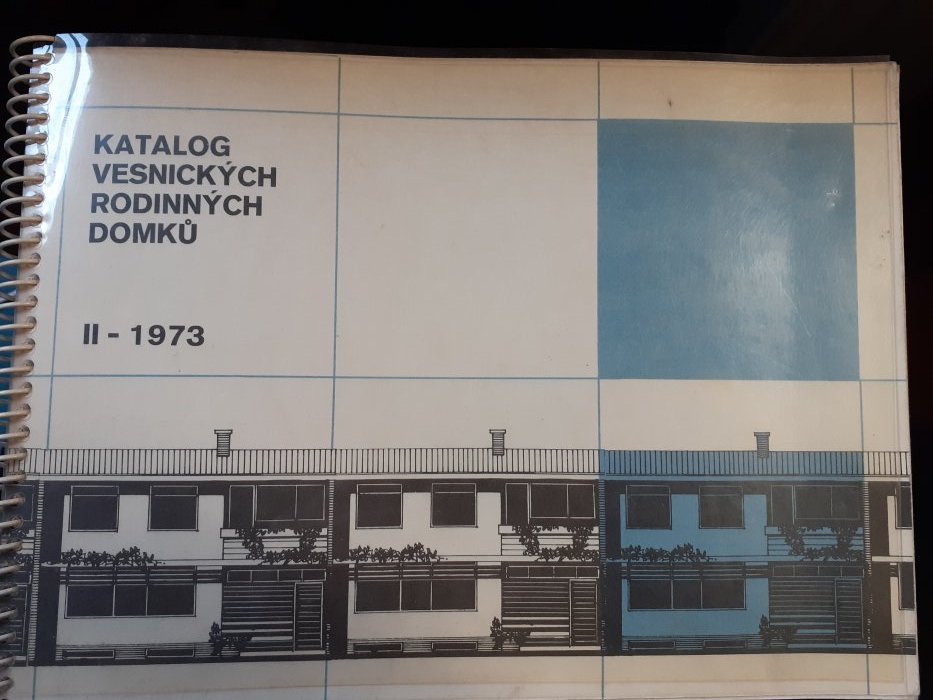 KATALOG
VESNICKÝCH
RODINNÝCH
DOMKŮ
II - 1973